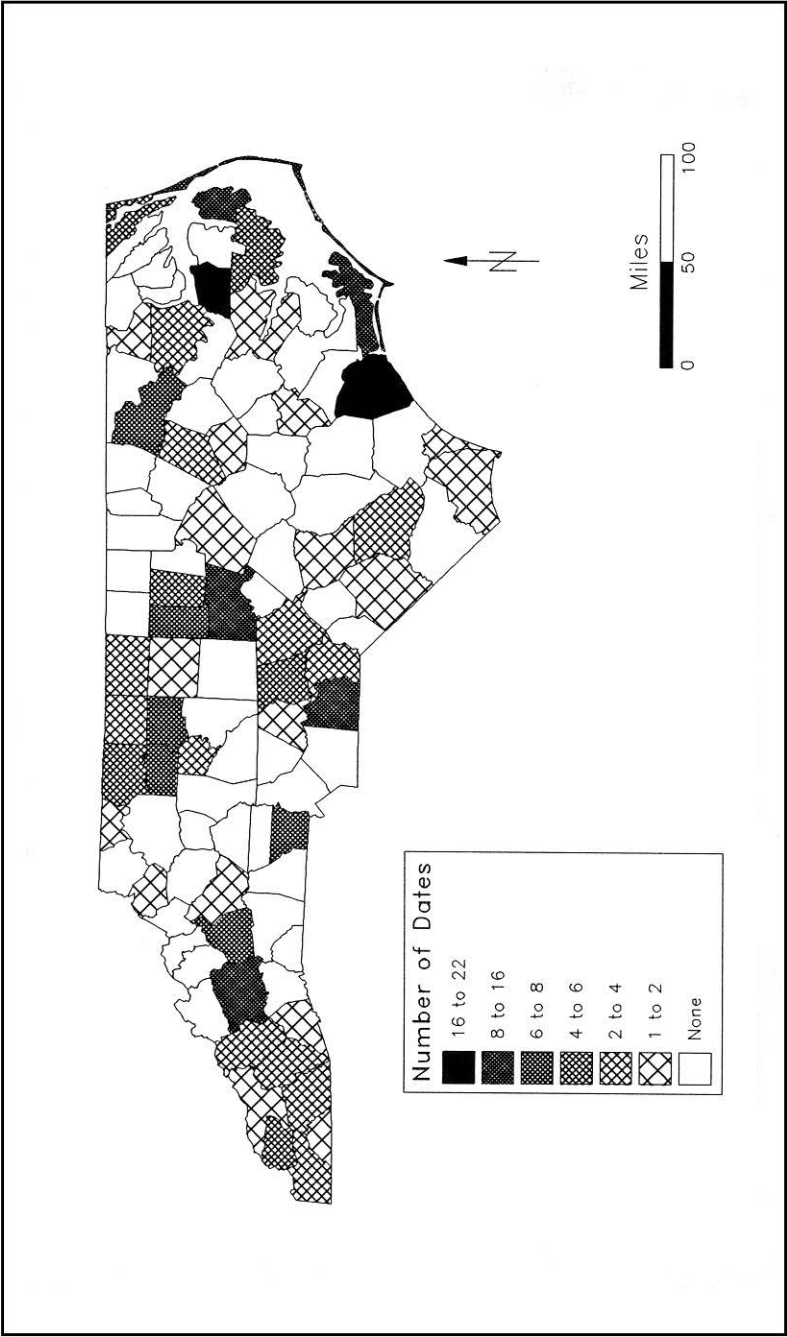 N
Miles
0 50 100
Number of Dates
16 to 22
8 to 16
6 to 8
4 to 6
2 to 4
1 to 2
None